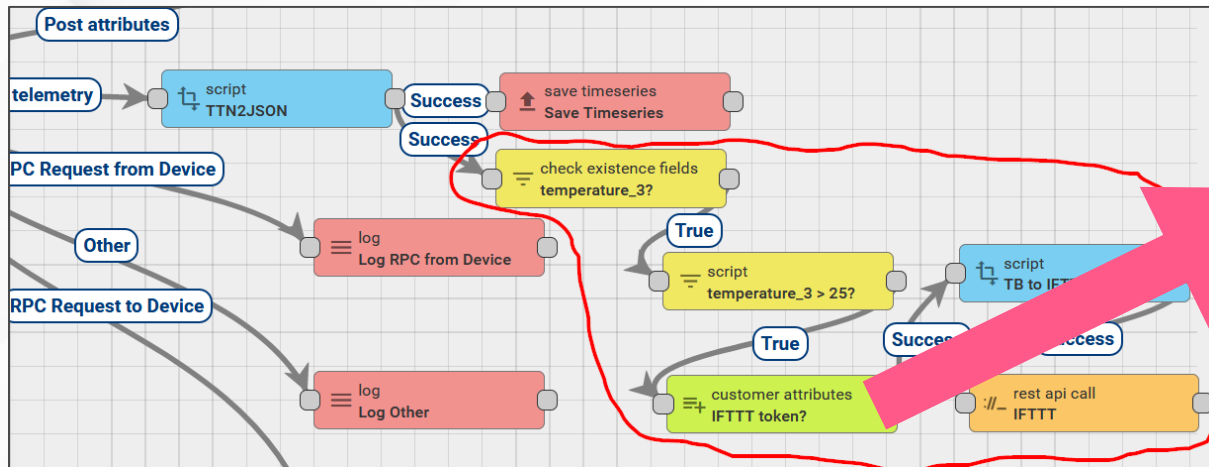 Post attributes
telemetry
script
TTN2JSON
Success
save timeseries
Save Timeseries
Success
check existence fields
temperature_3?
PC Request from Device
True
Other
log
Log RPC from Device
script
temperature_3 > 25?
script
TB to
RPC Request to Device
True
log
Log Other
customer attributes
IFTTT token?
rest api call
IFTTT